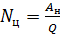 Nц = Aн / Q